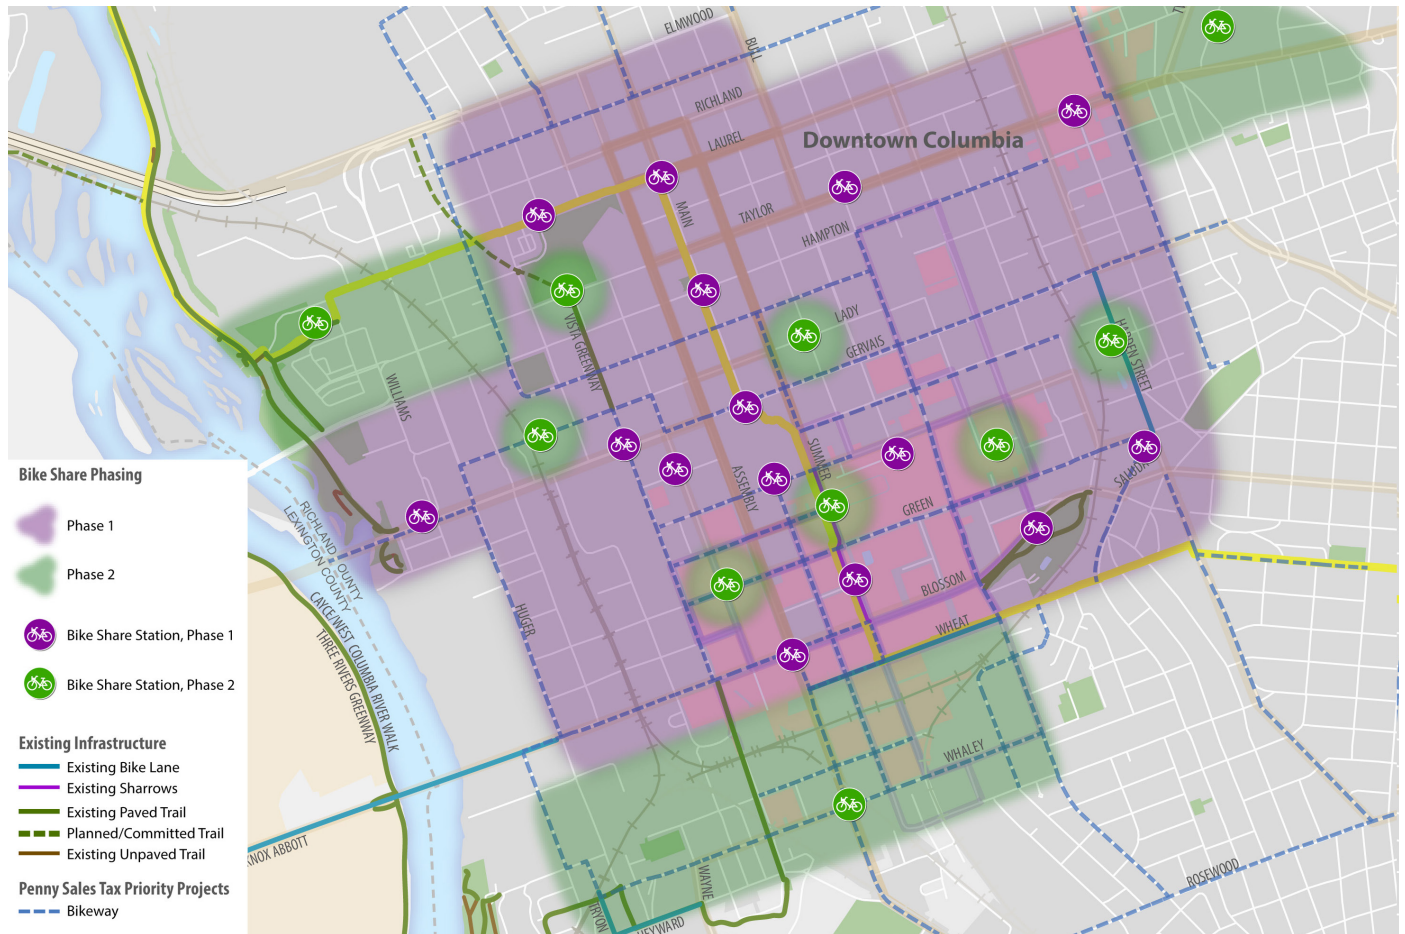 ELMWOOD
BULL
RICHLAND
LAUREL
Downtown Columbia
MAIN
TAYLOR
HAMPTON
LADY
GERVAIS
VISTA GREENWAY
HARDEN STREET
WILLIAMS
SUMMER
ASSEMBLY
SALUDA
GREEN
BLOSSOM
WHEAT
HUGER
RICHLAND COUNTY
LEXINGTON COUNTY
CAYCE/WEST COLUMBIA RIVER WALK
THREE RIVERS GREENWAY
WHALEY
KNOX ABBOTT
WAYNE
TRYON
HEYWARD
ROSEWOOD
Bike Share Phasing
Phase 1
Phase 2
Bike Share Station, Phase 1
Bike Share Station, Phase 2
Existing Infrastructure
Existing Bike Lane
Existing Sharrows
Existing Paved Trail
Planned/Committed Trail
Existing Unpaved Trail
Penny Sales Tax Priority Projects
Bikeway